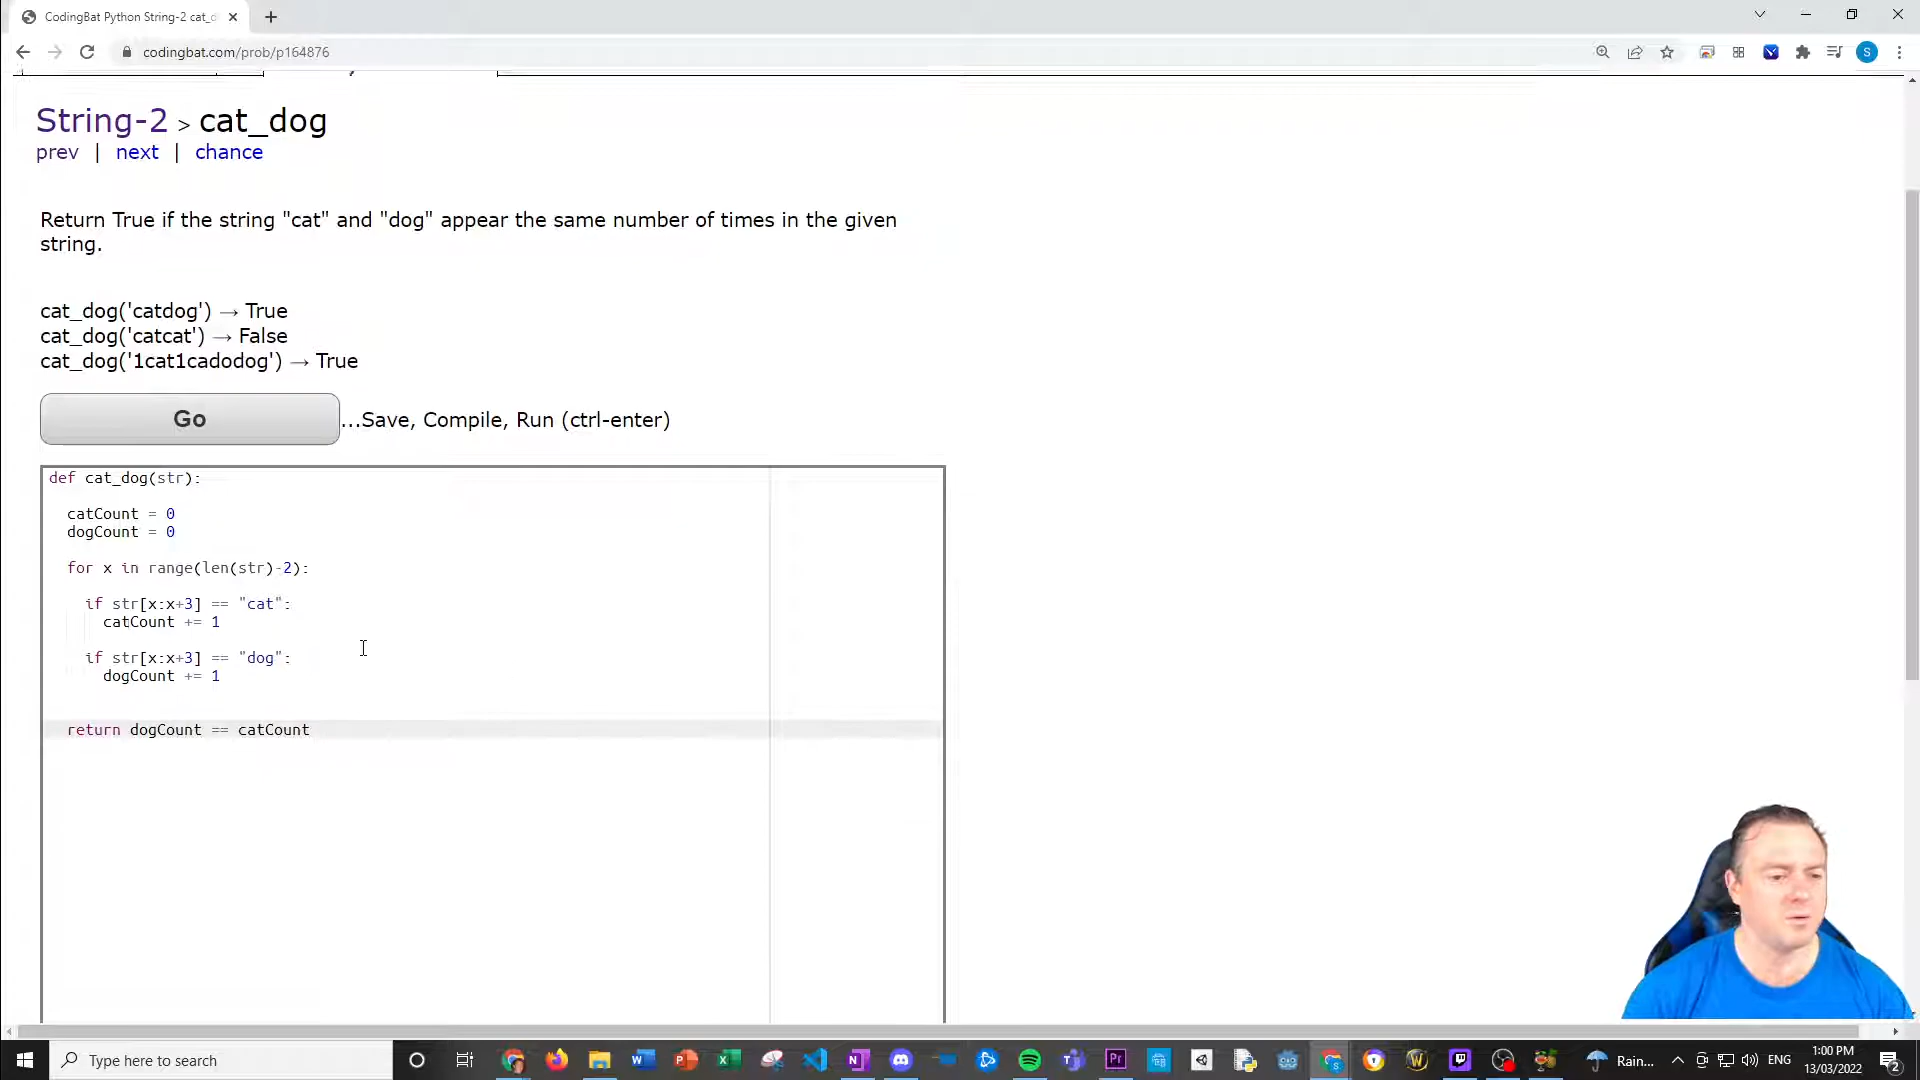 CodingBat Python String-2 cat_d
codingbat.com/prob/p164876
S
String-2 > cat_dog
prev | next | chance
Return True if the string "cat" and "dog" appear the same number of times in the given
string.
cat_dog('catdog') → True
cat_dog('catcat') → False
cat_dog('1cat1cadodog') → True
Go ...Save, Compile, Run (ctrl-enter)
def cat_dog(str):
catCount = 0
dogCount = 0
for x in range(len(str)-2):
if str[x:x+3] == "cat":
catCount += 1
if str[x:x+3] == "dog":
dogCount += 1
return dogCount == catCount
Type here to search
Rain...
ENG
1:00 PM
13/03/2022
2